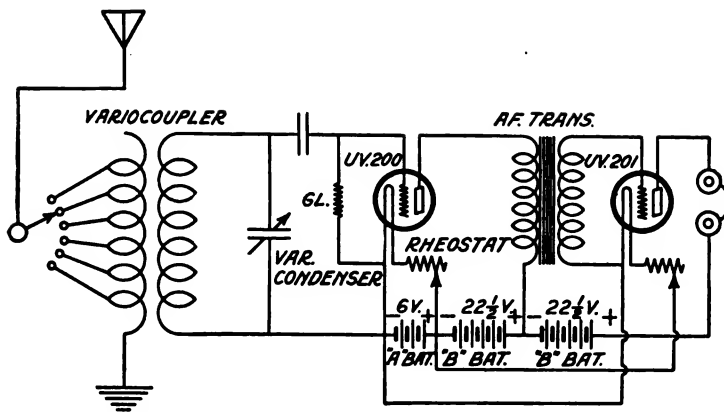 VARIOCOUPLER
AF. TRANS.
UV.200
UV.201
GL.
RHEOSTAT
VAR.
CONDENSER
- 6V. +
- 22½V. +
- 22½V. +
"A" BAT.
"B" BAT.
"B" BAT.